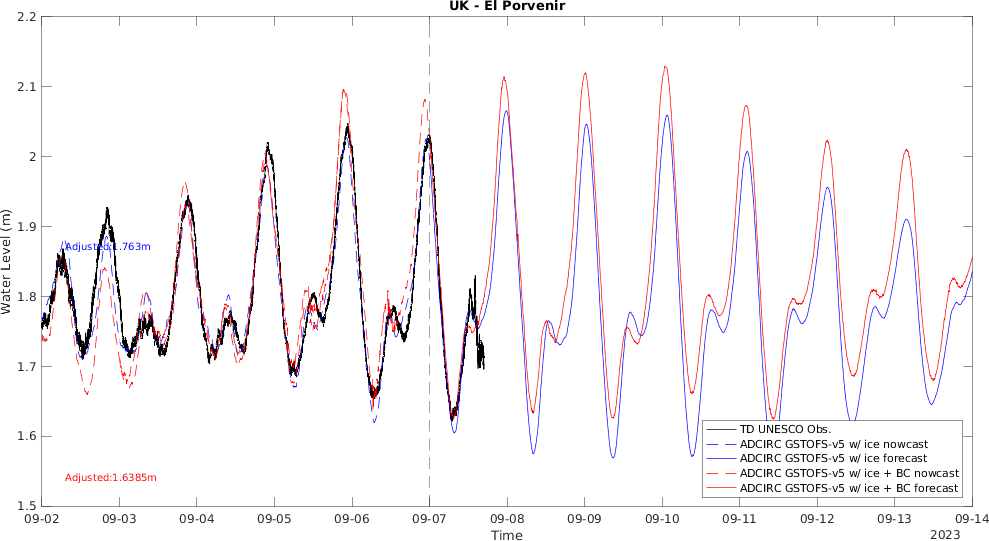 UK - El Porvenir
2.2
2.1
2
1.9
1.8
1.7
1.6
1.5
Water Level (m)
Adjusted:1.763m
Adjusted:1.6385m
TD UNESCO Obs.
ADCIRC GSTOFS-v5 w/ ice nowcast
ADCIRC GSTOFS-v5 w/ ice forecast
ADCIRC GSTOFS-v5 w/ ice + BC nowcast
ADCIRC GSTOFS-v5 w/ ice + BC forecast
09-02 09-03 09-04 09-05 09-06 09-07 09-08 09-09 09-10 09-11 09-12 09-13 09-14
Time
2023